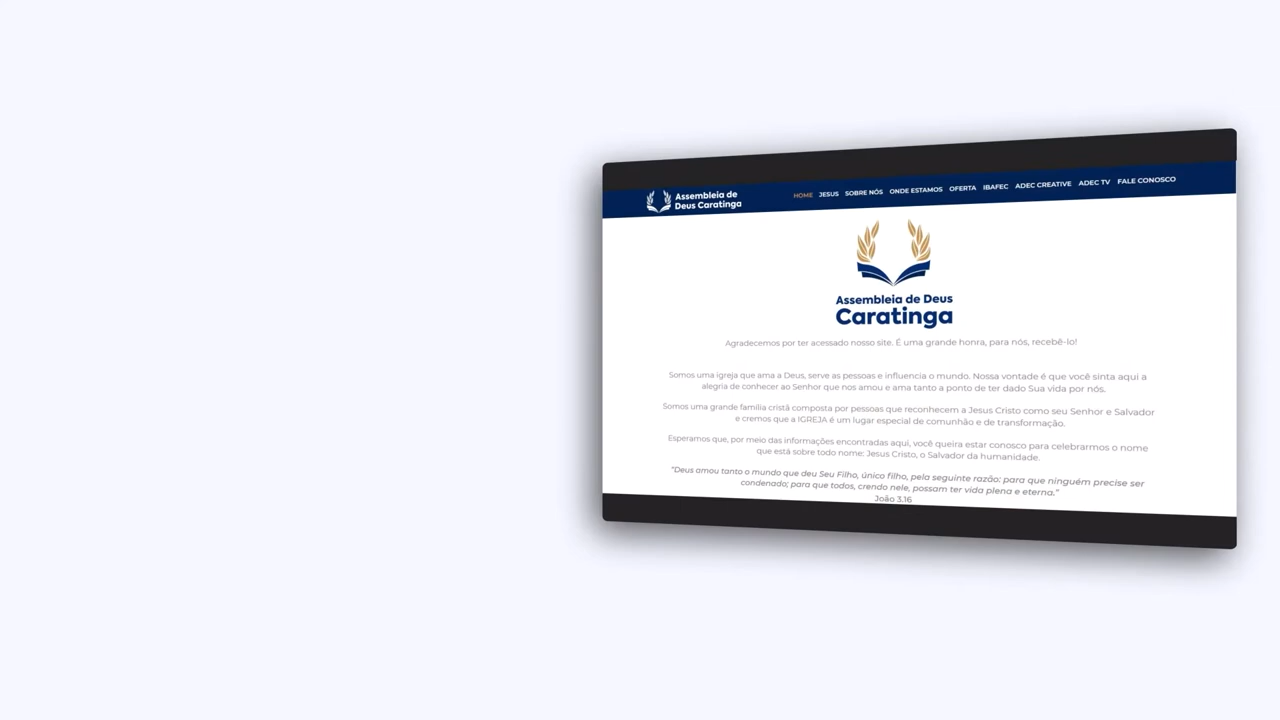 Assembleia de
Deus Caratinga
HOME JESUS SOBRE NÓS ONDE ESTAMOS OFERTA IBAFEC ADEC CREATIVE ADEC TV FALE CONOSCO
Assembleia de Deus
Caratinga
Agradecemos por ter acessado nosso site. É uma grande honra, para nós, recebê-lo!
Somos uma igreja que ama a Deus, serve as pessoas e influencia o mundo. Nossa vontade é que você sinta aqui a
alegria de conhecer ao Senhor que nos amou e ama tanto a ponto de ter dado Sua vida por nós.
Somos uma grande família cristã composta por pessoas que reconhecem a Jesus Cristo como seu Senhor e Salvador
e cremos que a IGREJA é um lugar especial de comunhão e de transformação.
Esperamos que, por meio das informações encontradas aqui, você queira estar conosco para celebrarmos o nome
que está sobre todo nome: Jesus Cristo, o Salvador da humanidade.
"Deus amou tanto o mundo que deu Seu Filho, único filho, pela seguinte razão: para que ninguém precise ser
condenado; para que todos, crendo nele, possam ter vida plena e eterna."
João 3.16